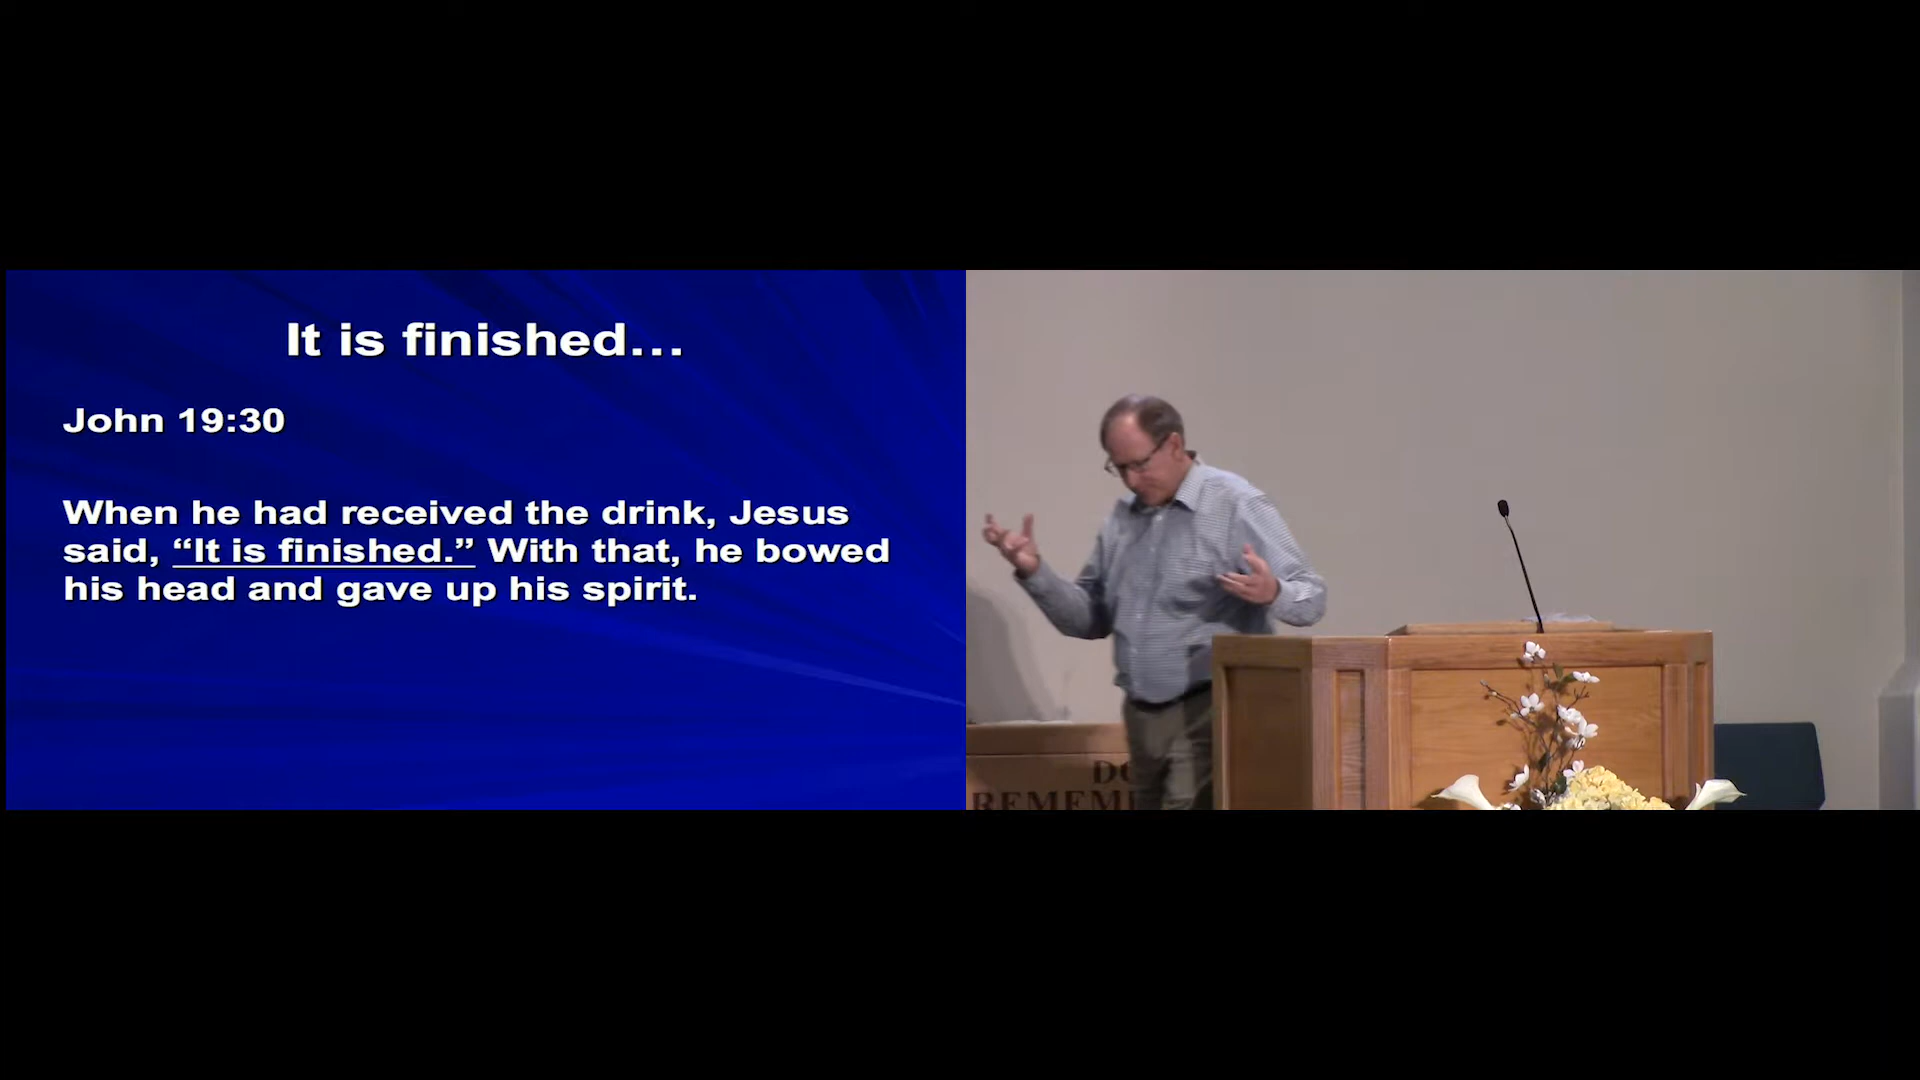 It is finished...
John 19:30
When he had received the drink, Jesus
said, “It is finished.” With that, he bowed
his head and gave up his spirit.